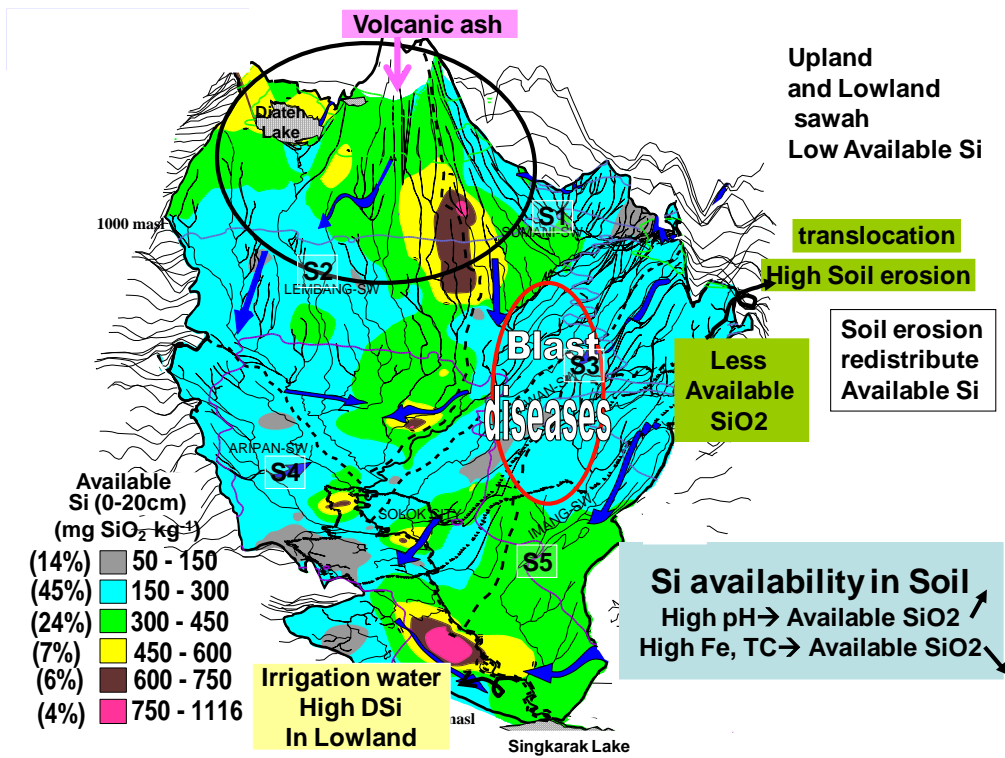 Volcanic ash
Upland
and Lowland
sawah
Low Available Si
Diateh
Lake
1000 masl
S1
SUMANI-SW
translocation
S2
LEMBANG-SW
High Soil erosion
Soil erosion
redistribute
Available Si
Blast
diseases
S3
Less
Available
SiO2
ARIPAN-SW
S4
SOLOK CITY
IMANG-SW
S5
Available
Si (0-20cm)
(mg SiO₂ kg⁻¹)
(14%) 50 - 150
(45%) 150 - 300
(24%) 300 - 450
(7%) 450 - 600
(6%) 600 - 750
(4%) 750 - 1116
Si availability in Soil
High pH→ Available SiO2
High Fe, TC→ Available SiO2
Irrigation water
High DSi
In Lowland
masl
Singkarak Lake